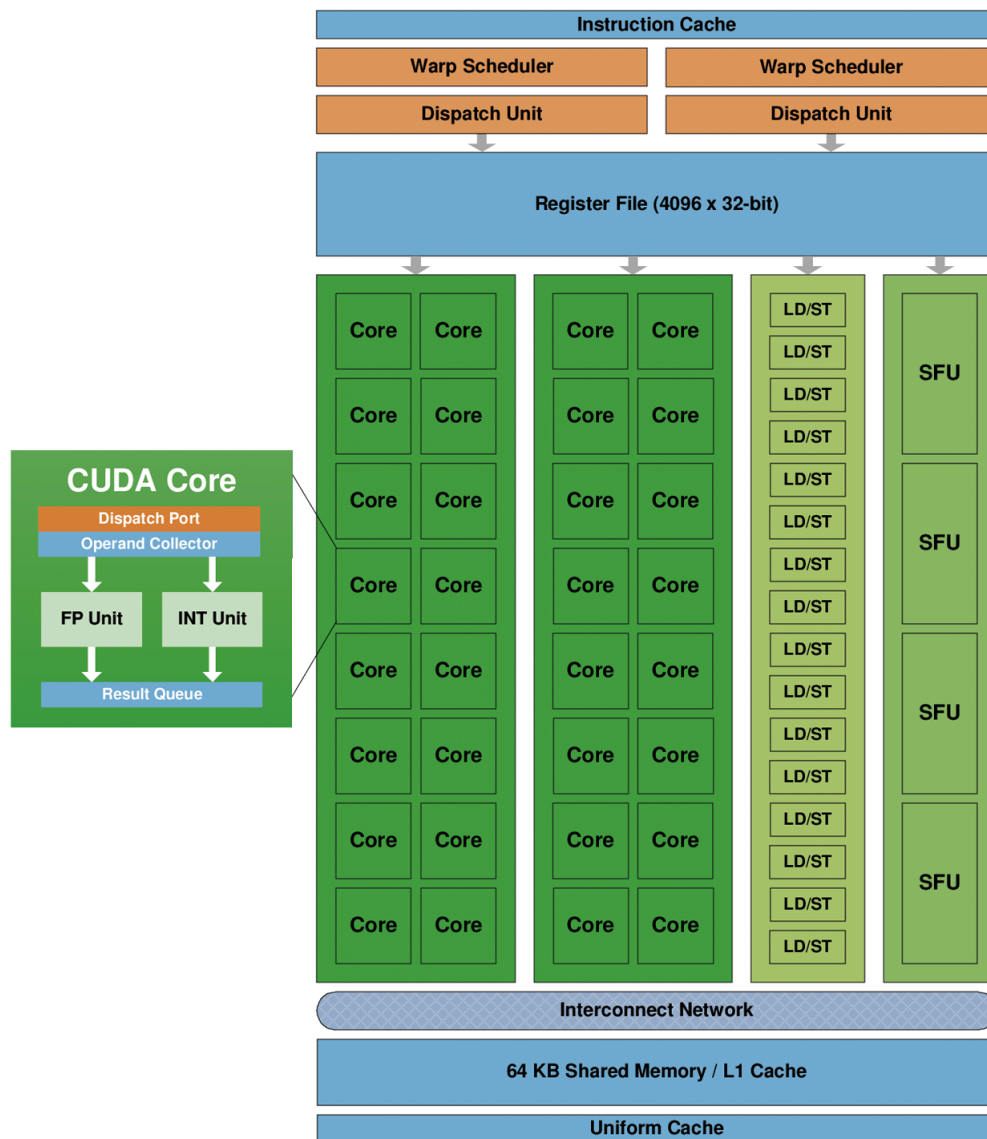 Instruction Cache
Warp Scheduler Warp Scheduler
Dispatch Unit Dispatch Unit
Register File (4096 x 32-bit)
Core Core Core Core LD/ST SFU
LD/ST
Core Core Core Core LD/ST
LD/ST
Core Core Core Core LD/ST SFU
LD/ST
Core Core Core Core LD/ST
LD/ST
Core Core Core Core LD/ST SFU
LD/ST
Core Core Core Core LD/ST
LD/ST
Core Core Core Core LD/ST SFU
LD/ST
Core Core Core Core LD/ST
LD/ST
CUDA Core
Dispatch Port
Operand Collector
FP Unit INT Unit
Result Queue
Interconnect Network
64 KB Shared Memory / L1 Cache
Uniform Cache